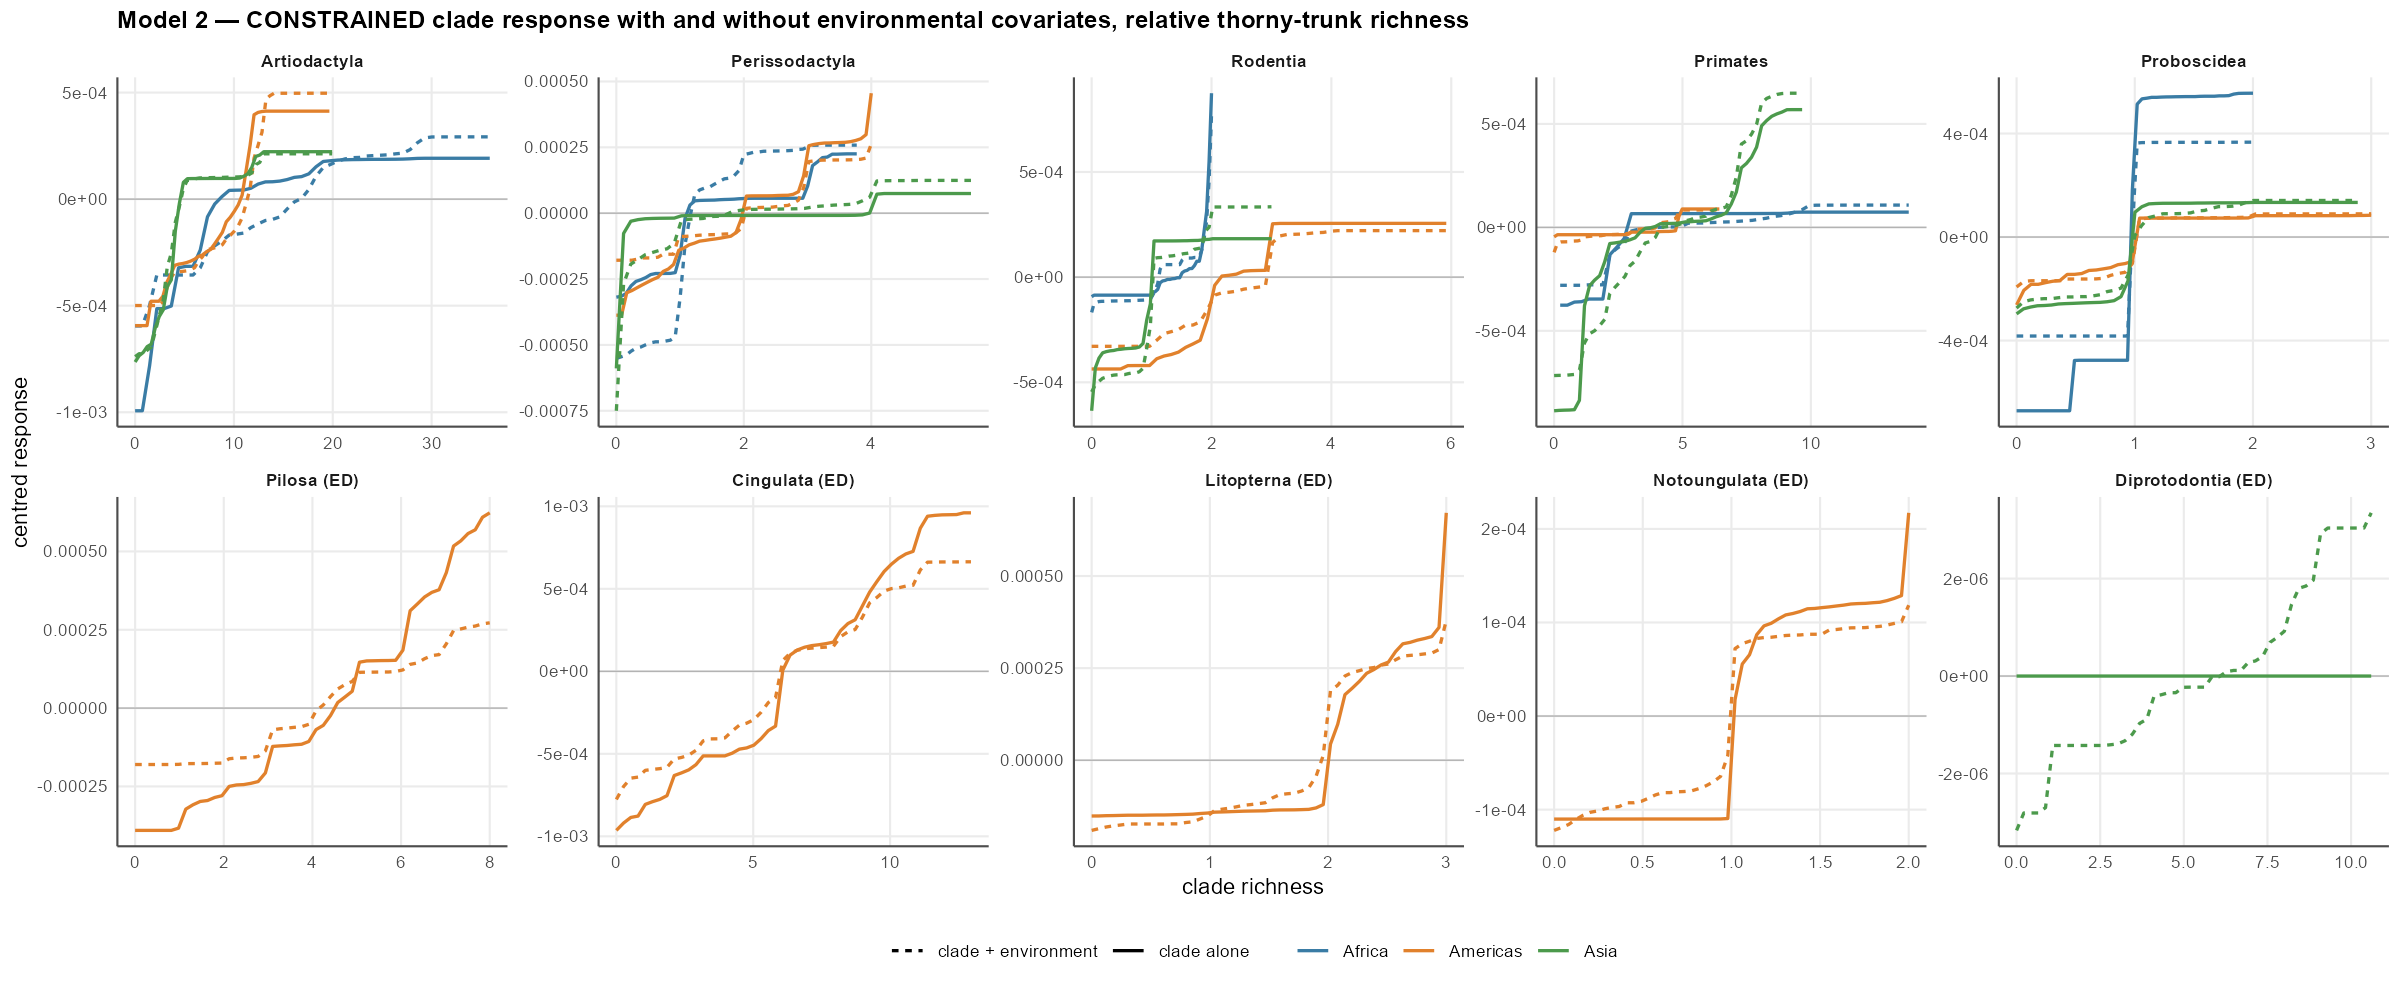 Model 2 — CONSTRAINED clade response with and without environmental covariates, relative thorny-trunk richness
Artiodactyla Perissodactyla Rodentia Primates Proboscidea
5e-04
0e+00
-5e-04
-1e-03
0 10 20 30
0.00050
0.00025
0.00000
-0.00025
-0.00050
-0.00075
0 2 4
5e-04
0e+00
-5e-04
0 2 4 6
5e-04
0e+00
-5e-04
0 5 10
4e-04
0e+00
-4e-04
0 1 2 3
centred response
Pilosa (ED) Cingulata (ED) Litopterna (ED) Notoungulata (ED) Diprotodontia (ED)
0.00050
0.00025
0.00000
-0.00025
0 2 4 6 8
1e-03
5e-04
0e+00
-5e-04
-1e-03
0 5 10
0.00050
0.00025
0.00000
0 1 2 3
2e-04
1e-04
0e+00
-1e-04
0.0 0.5 1.0 1.5 2.0
2e-06
0e+00
-2e-06
0.0 2.5 5.0 7.5 10.0
clade richness
clade + environment clade alone Africa Americas Asia